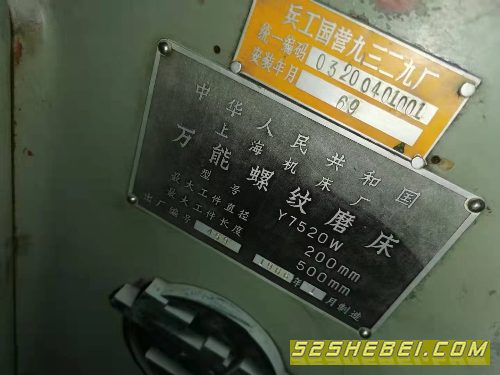 兵工国营九三二九厂
统一编码 03200401001
安装年月 69
中华人民共和国
上海机床厂
万能螺纹磨床
型号 Y7520W
最大工件直径 200mm
最大工件长度 500mm
出厂编号 年 月制造
52SHEBEI.COM